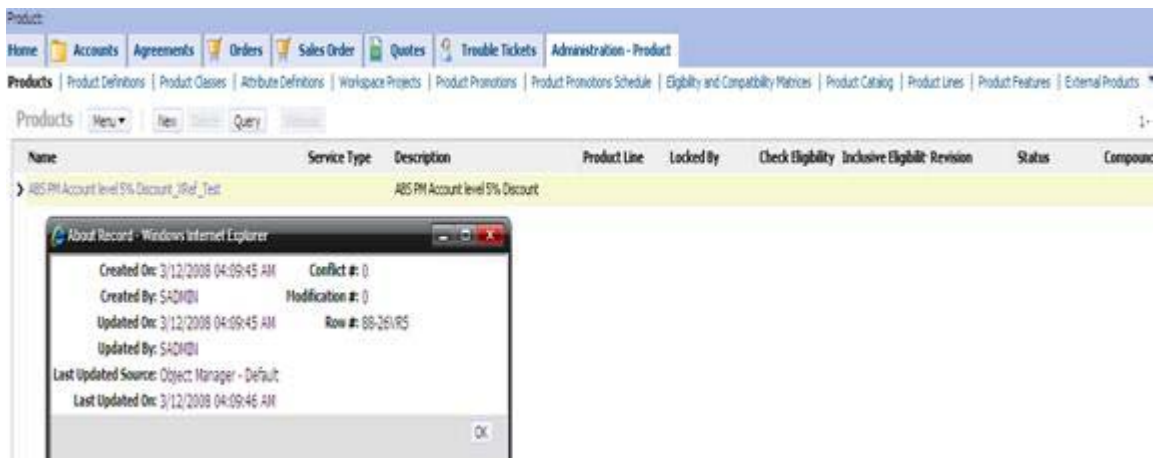 Product:
Home Accounts Agreements Orders Sales Order Quotes Trouble Tickets Administration - Product
Products | Product Definitions | Product Classes | Attribute Definitions | Workspace Projects | Product Promotions | Product Promotions Schedule | Eligibility and Compatibility Matrices | Product Catalog | Product Lines | Product Features | External Products
Products Menu New Delete Query
1-
Name Service Type Description Product Line Locked By Check Eligibility Inclusive Eligibilit Revision Status Compound
ABS PM Account level 5% Discount_XRef_Test ABS PM Account level 5% Discount
About Record - Windows Internet Explorer
Created On: 3/12/2008 04:09:45 AM Conflict #: 0
Created By: SADMIN Modification #: 0
Updated On: 3/12/2008 04:09:45 AM Row #: 88-26VR5
Updated By: SADMIN
Last Updated Source: Object Manager - Default
Last Updated On: 3/12/2008 04:09:46 AM
OK